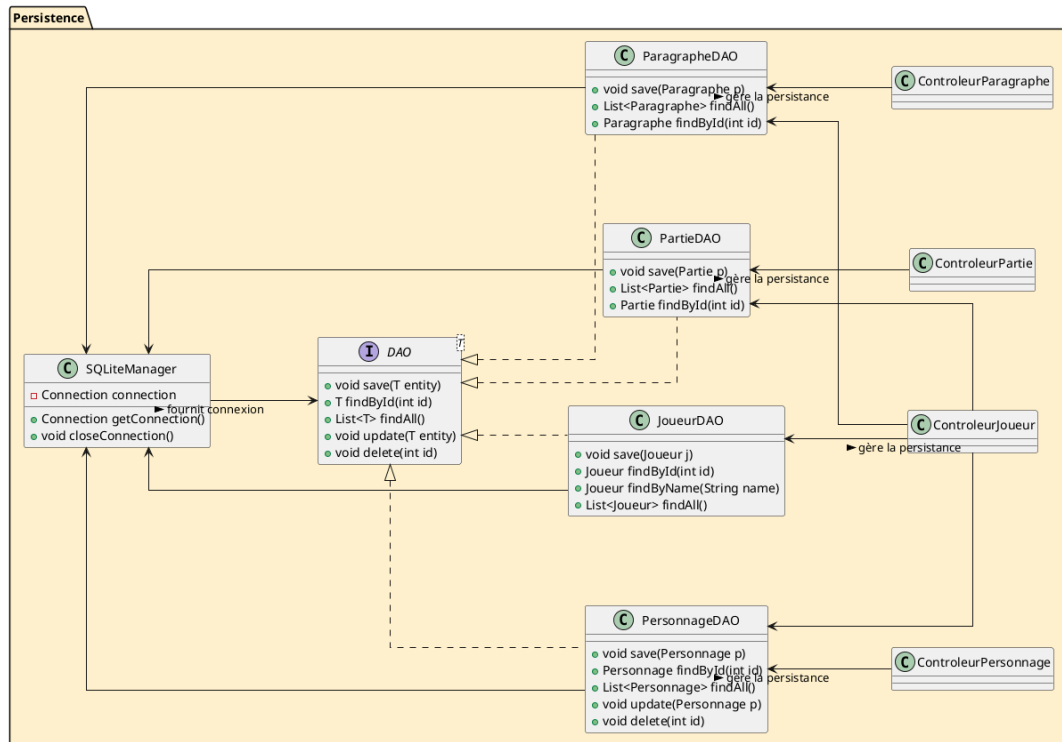 Persistence
C ParagrapheDAO
void save(Paragraphe p)
List<Paragraphe> findAll()
Paragraphe findById(int id)
► gère la persistance
C ControleurParagraphe
C PartieDAO
void save(Partie p)
List<Partie> findAll()
Partie findById(int id)
► gère la persistance
C ControleurPartie
C SQLiteManager
Connection connection
Connection getConnection()
void closeConnection()
► fournit connexion
I DAO
T
void save(T entity)
T findById(int id)
List<T> findAll()
void update(T entity)
void delete(int id)
C JoueurDAO
void save(Joueur j)
Joueur findById(int id)
Joueur findByName(String name)
List<Joueur> findAll()
► gère la persistance
C ControleurJoueur
C PersonnageDAO
void save(Personnage p)
Personnage findById(int id)
List<Personnage> findAll()
void update(Personnage p)
void delete(int id)
► gère la persistance
C ControleurPersonnage